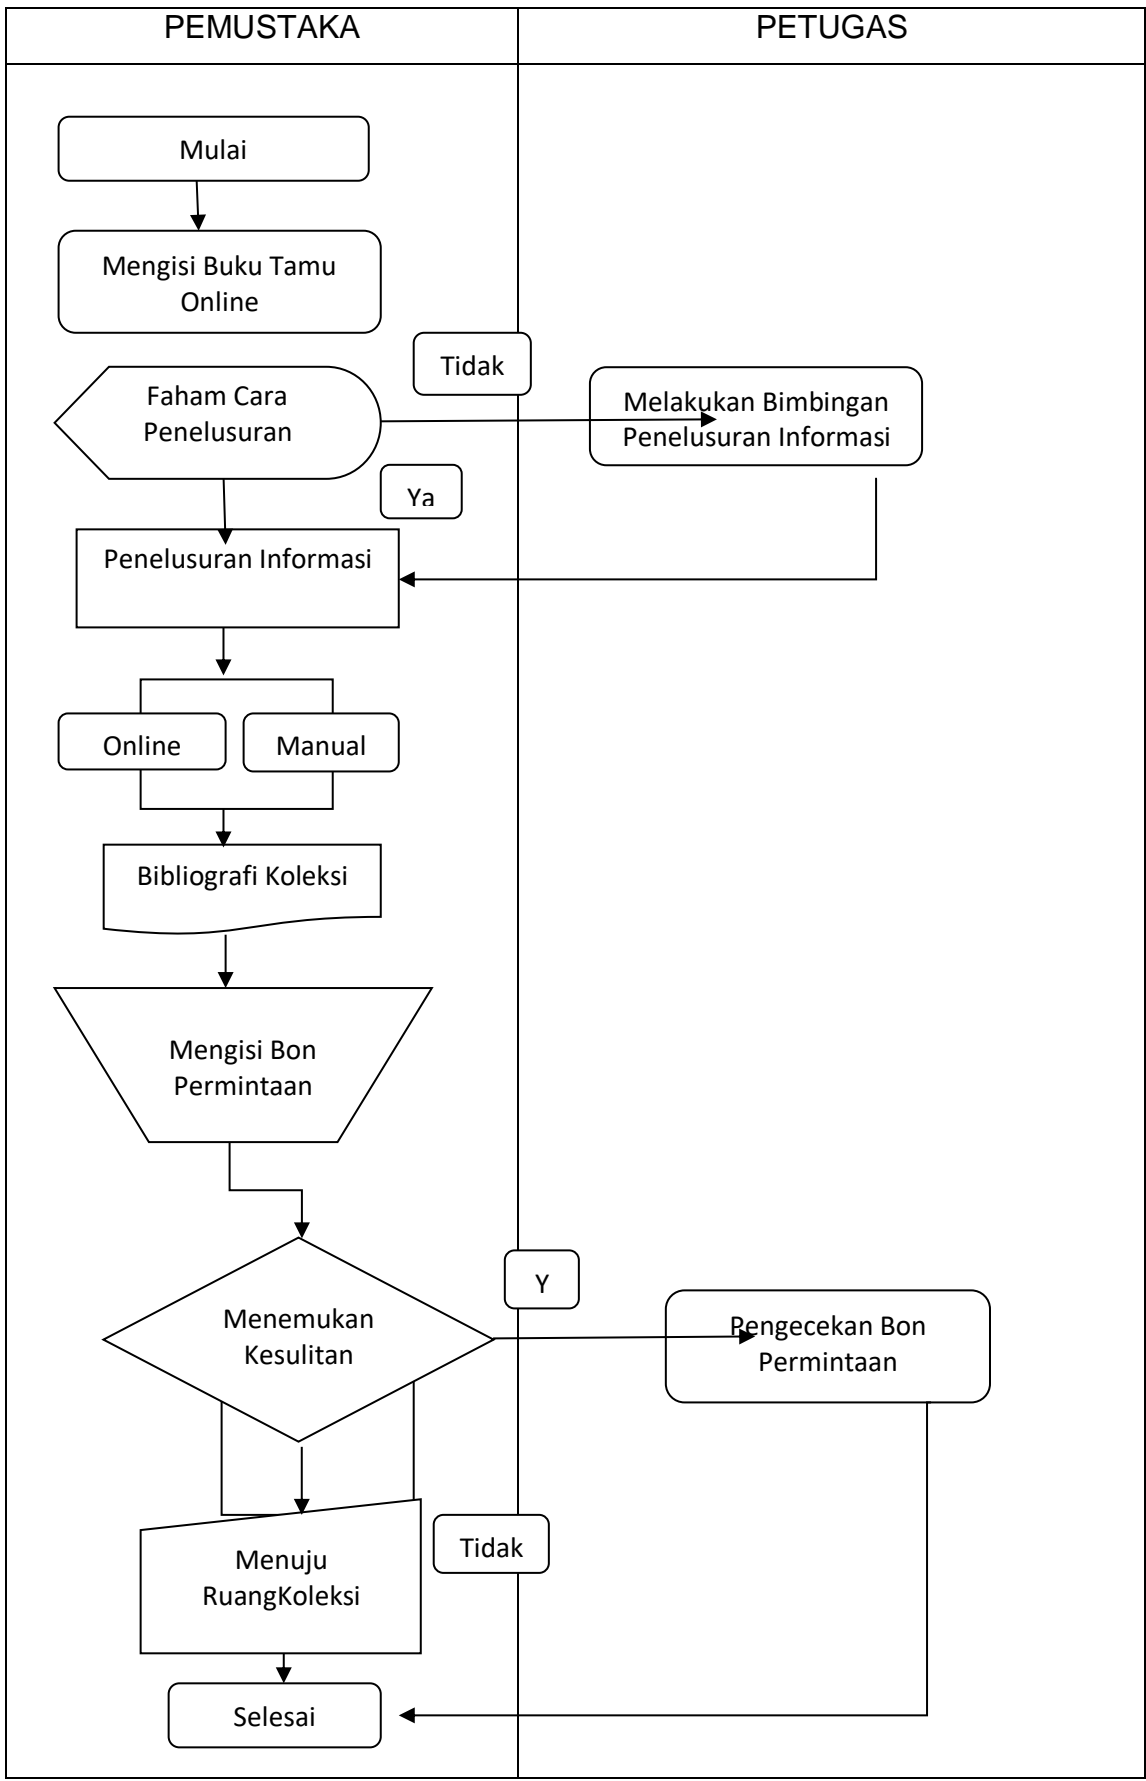 PEMUSTAKA
PETUGAS
Mulai
Mengisi Buku Tamu
Online
Tidak
Faham Cara
Penelusuran
Melakukan Bimbingan
Penelusuran Informasi
Ya
Penelusuran Informasi
Online
Manual
Bibliografi Koleksi
Mengisi Bon
Permintaan
Y
Menemukan
Kesulitan
Pengecekan Bon
Permintaan
Tidak
Menuju
RuangKoleksi
Selesai